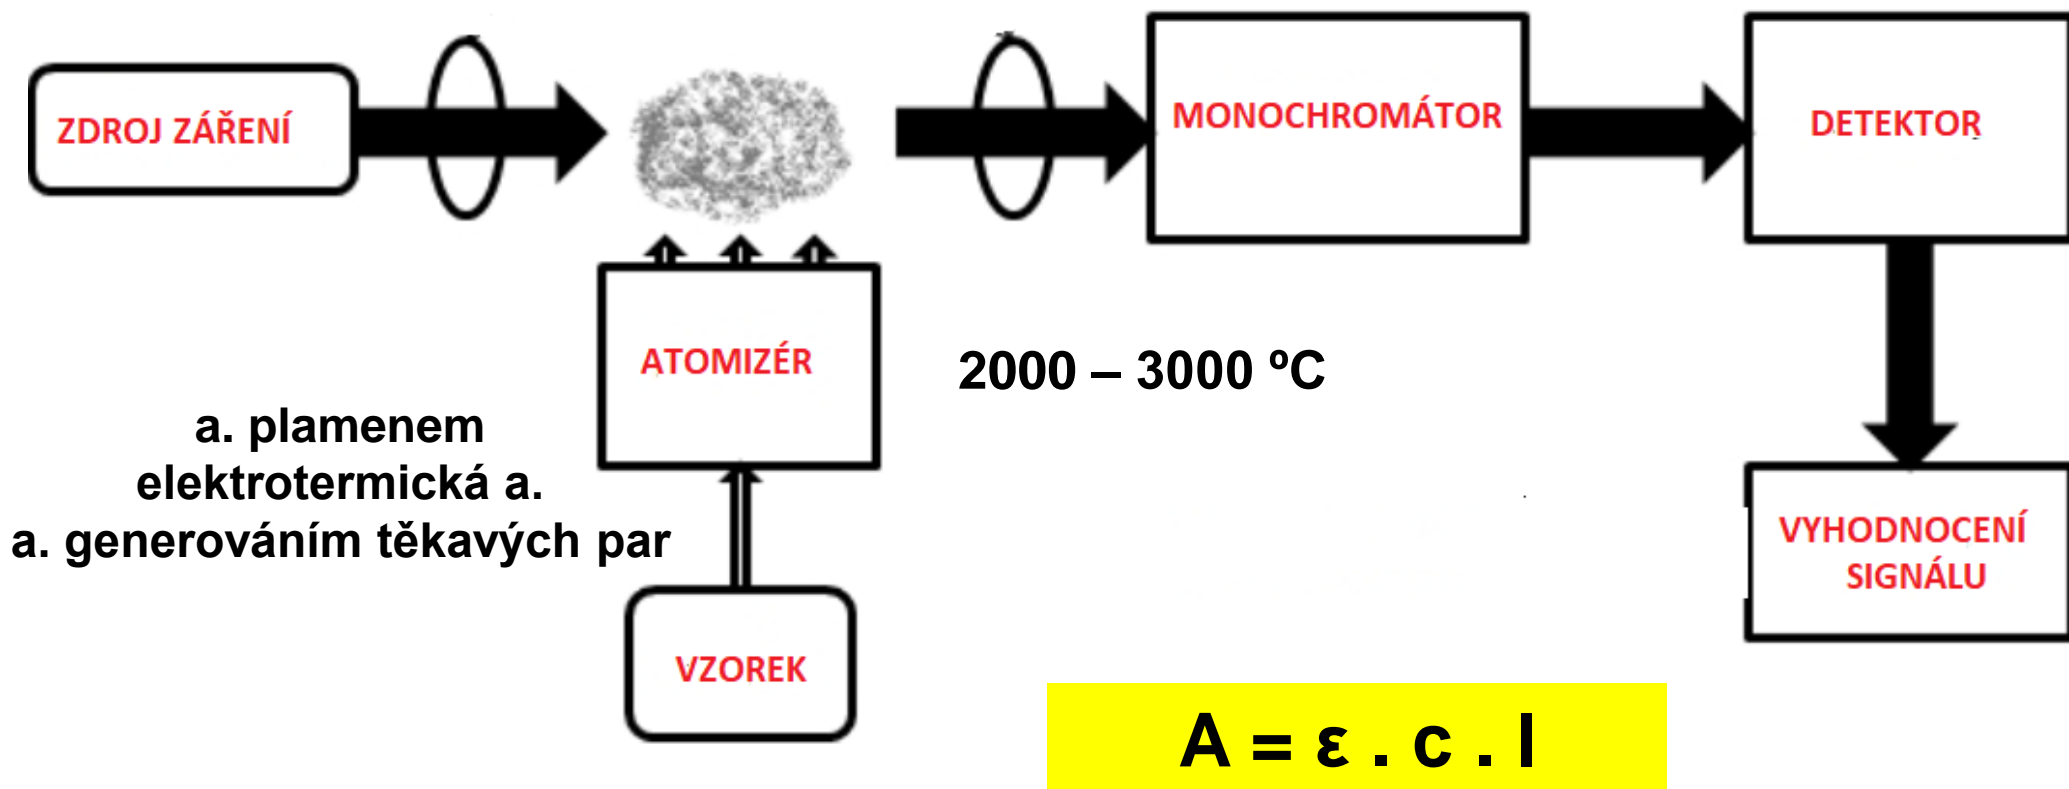 ZDROJ ZÁŘENÍ
MONOCHROMÁTOR
DETEKTOR
ATOMIZÉR
2000 – 3000 ºC
a. plamenem
elektrotermická a.
a. generováním těkavých par
VYHODNOCENÍ
SIGNÁLU
VZOREK
A = ε . c . l